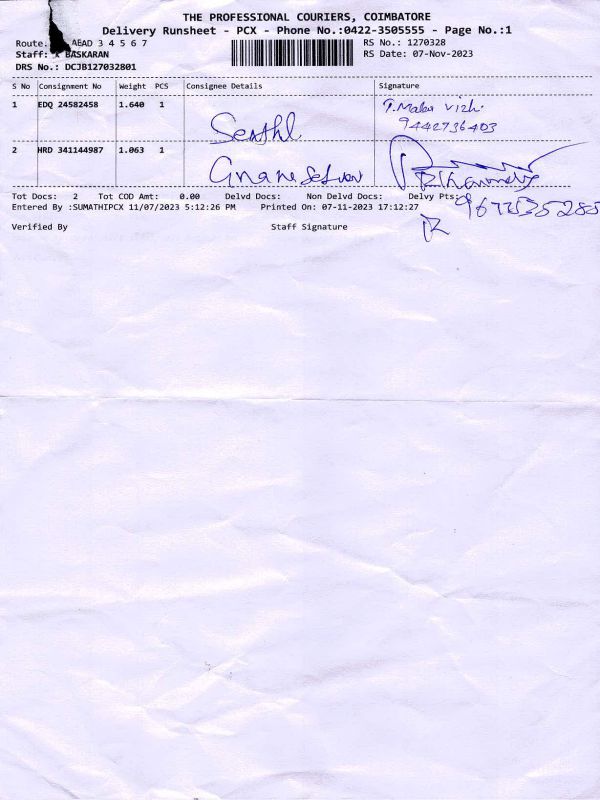 THE PROFESSIONAL COURIERS, COIMBATORE
Delivery Runsheet - PCX - Phone No.:0422-3505555 - Page No.:1
Route: AEAD 3 4 5 6 7
RS No.: 1270328
Staff: K BASKARAN
RS Date: 07-Nov-2023
DRS No.: DCJB127032801
S No Consignment No Weight PCS Consignee Details Signature
1 EDQ 24582458 1.640 1
T. Malar Vizhi
9442736403
Senthil
2 HRD 341144987 1.063 1
Tot Docs: 2 Tot COD Amt: 0.00 Delvd Docs: Non Delvd Docs: Delvy Pts:
Entered By :SUMATHIPCX 11/07/2023 5:12:26 PM Printed On: 07-11-2023 17:12:27
Verified By Staff Signature